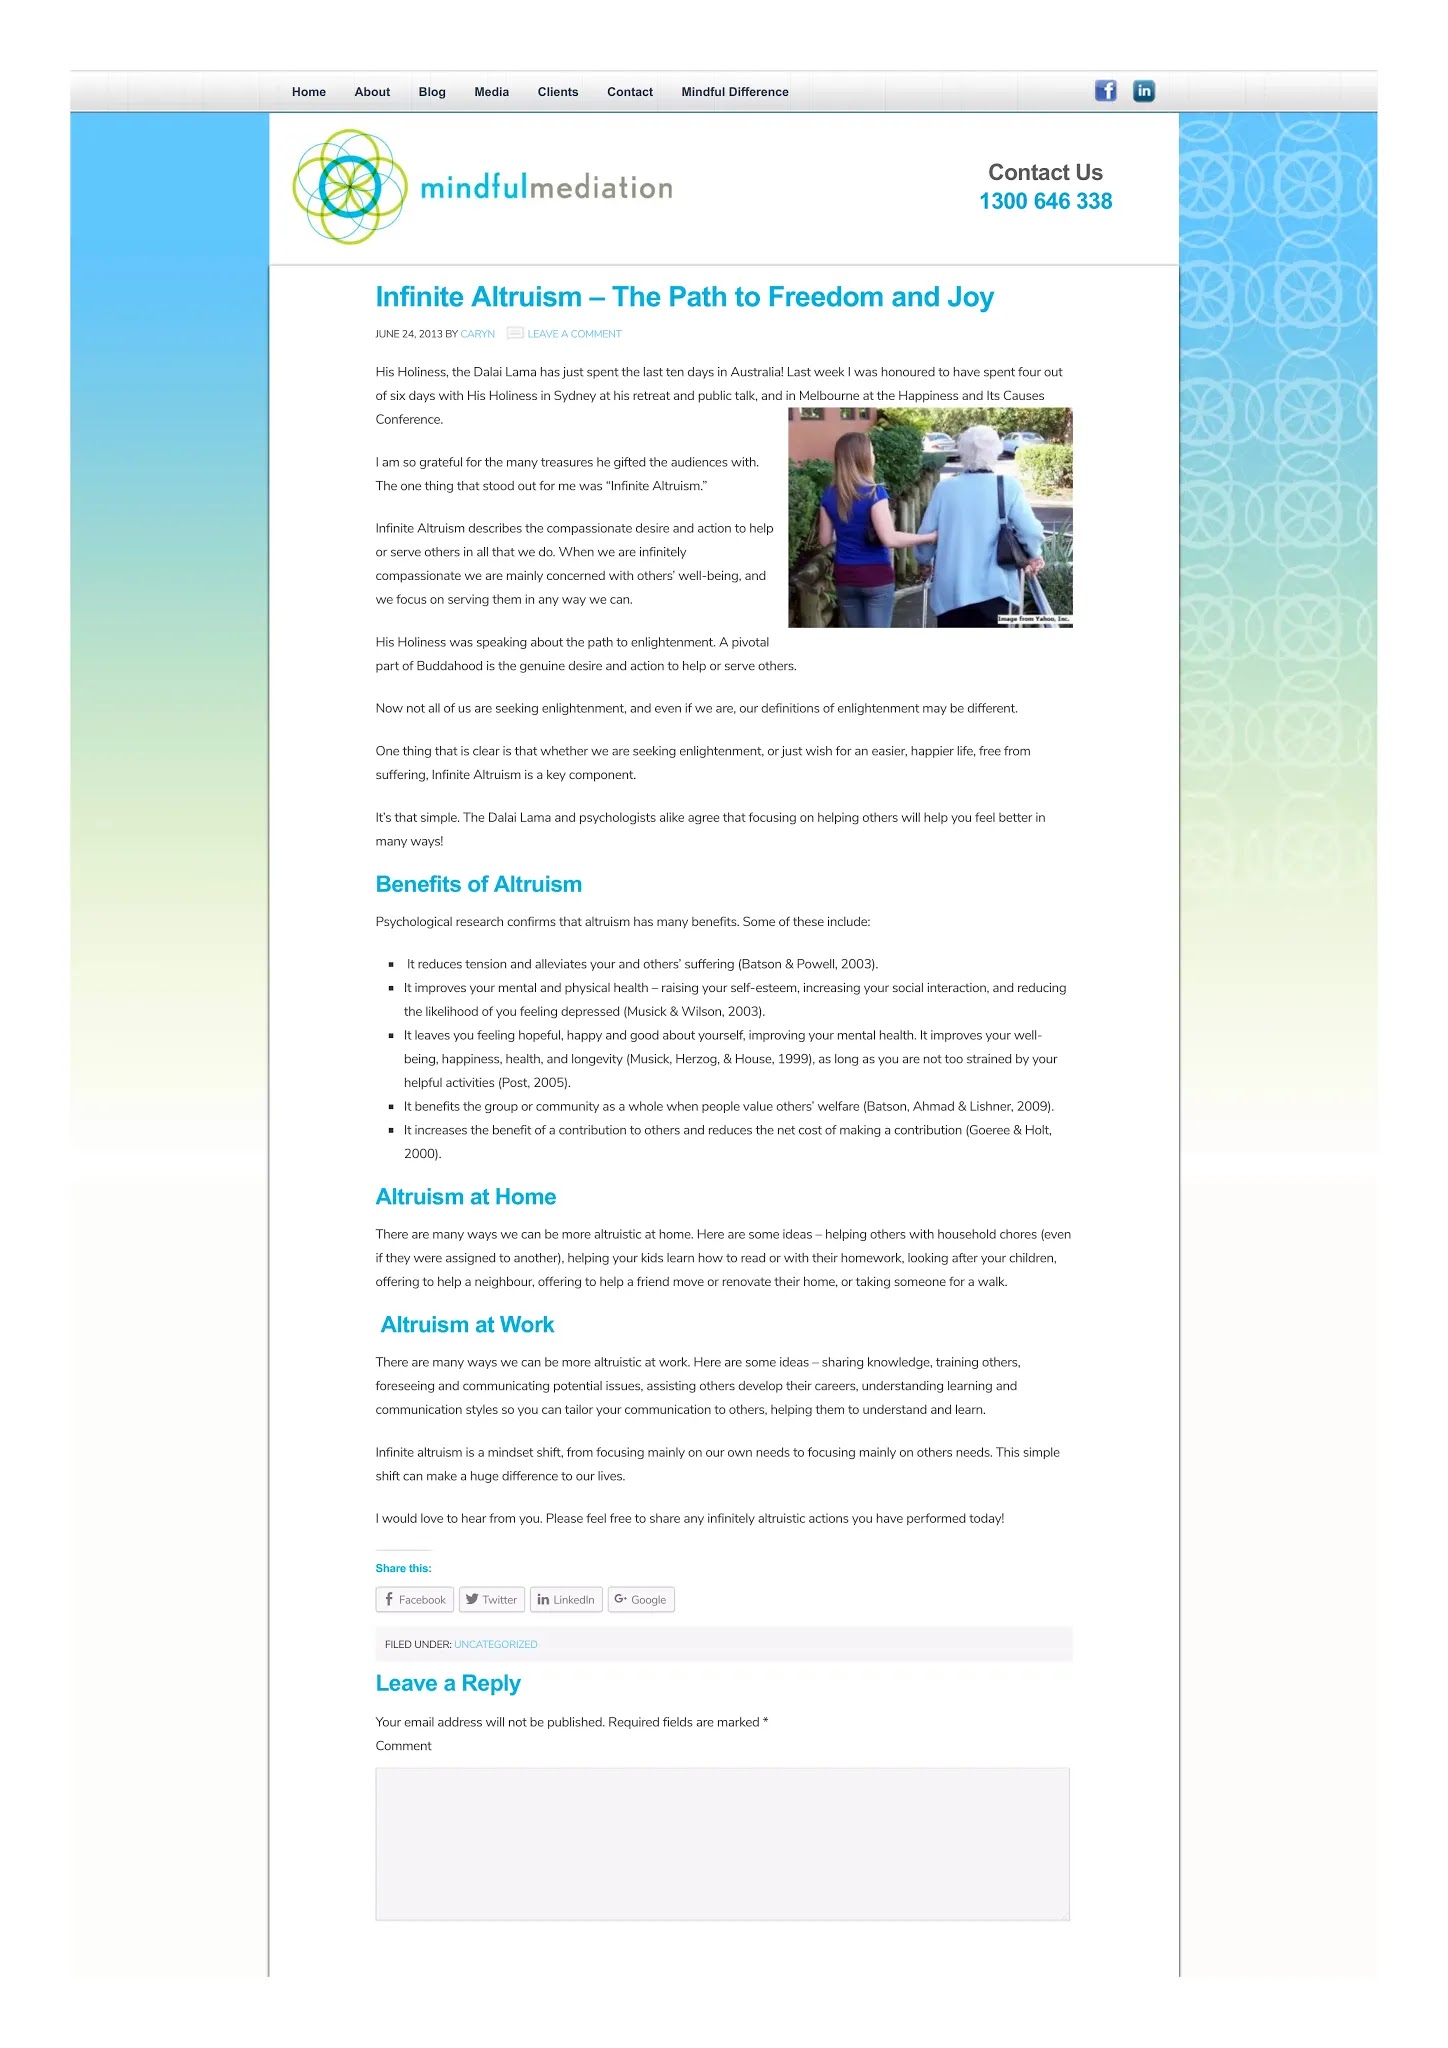 Home About Blog Media Clients Contact Mindful Difference
mindfulmediation
Contact Us
1300 646 338
Infinite Altruism – The Path to Freedom and Joy
JUNE 24, 2013 BY CARYN LEAVE A COMMENT
His Holiness, the Dalai Lama has just spent the last ten days in Australia! Last week I was honoured to have spent four out
of six days with His Holiness in Sydney at his retreat and public talk, and in Melbourne at the Happiness and Its Causes
Conference.
I am so grateful for the many treasures he gifted the audiences with.
The one thing that stood out for me was “Infinite Altruism.”
Infinite Altruism describes the compassionate desire and action to help
or serve others in all that we do. When we are infinitely
compassionate we are mainly concerned with others’ well-being, and
we focus on serving them in any way we can.
Image from Yahoo, Inc.
His Holiness was speaking about the path to enlightenment. A pivotal
part of Buddahood is the genuine desire and action to help or serve others.
Now not all of us are seeking enlightenment, and even if we are, our definitions of enlightenment may be different.
One thing that is clear is that whether we are seeking enlightenment, or just wish for an easier, happier life, free from
suffering, Infinite Altruism is a key component.
It’s that simple. The Dalai Lama and psychologists alike agree that focusing on helping others will help you feel better in
many ways!
Benefits of Altruism
Psychological research confirms that altruism has many benefits. Some of these include:
▪ It reduces tension and alleviates your and others’ suffering (Batson & Powell, 2003).
▪ It improves your mental and physical health – raising your self-esteem, increasing your social interaction, and reducing
the likelihood of you feeling depressed (Musick & Wilson, 2003).
▪ It leaves you feeling hopeful, happy and good about yourself, improving your mental health. It improves your well-
being, happiness, health, and longevity (Musick, Herzog, & House, 1999), as long as you are not too strained by your
helpful activities (Post, 2005).
▪ It benefits the group or community as a whole when people value others’ welfare (Batson, Ahmad & Lishner, 2009).
▪ It increases the benefit of a contribution to others and reduces the net cost of making a contribution (Goeree & Holt,
2000).
Altruism at Home
There are many ways we can be more altruistic at home. Here are some ideas – helping others with household chores (even
if they were assigned to another), helping your kids learn how to read or with their homework, looking after your children,
offering to help a neighbour, offering to help a friend move or renovate their home, or taking someone for a walk.
Altruism at Work
There are many ways we can be more altruistic at work. Here are some ideas – sharing knowledge, training others,
foreseeing and communicating potential issues, assisting others develop their careers, understanding learning and
communication styles so you can tailor your communication to others, helping them to understand and learn.
Infinite altruism is a mindset shift, from focusing mainly on our own needs to focusing mainly on others needs. This simple
shift can make a huge difference to our lives.
I would love to hear from you. Please feel free to share any infinitely altruistic actions you have performed today!
Share this:
Facebook Twitter LinkedIn Google
FILED UNDER: UNCATEGORIZED
Leave a Reply
Your email address will not be published. Required fields are marked *
Comment